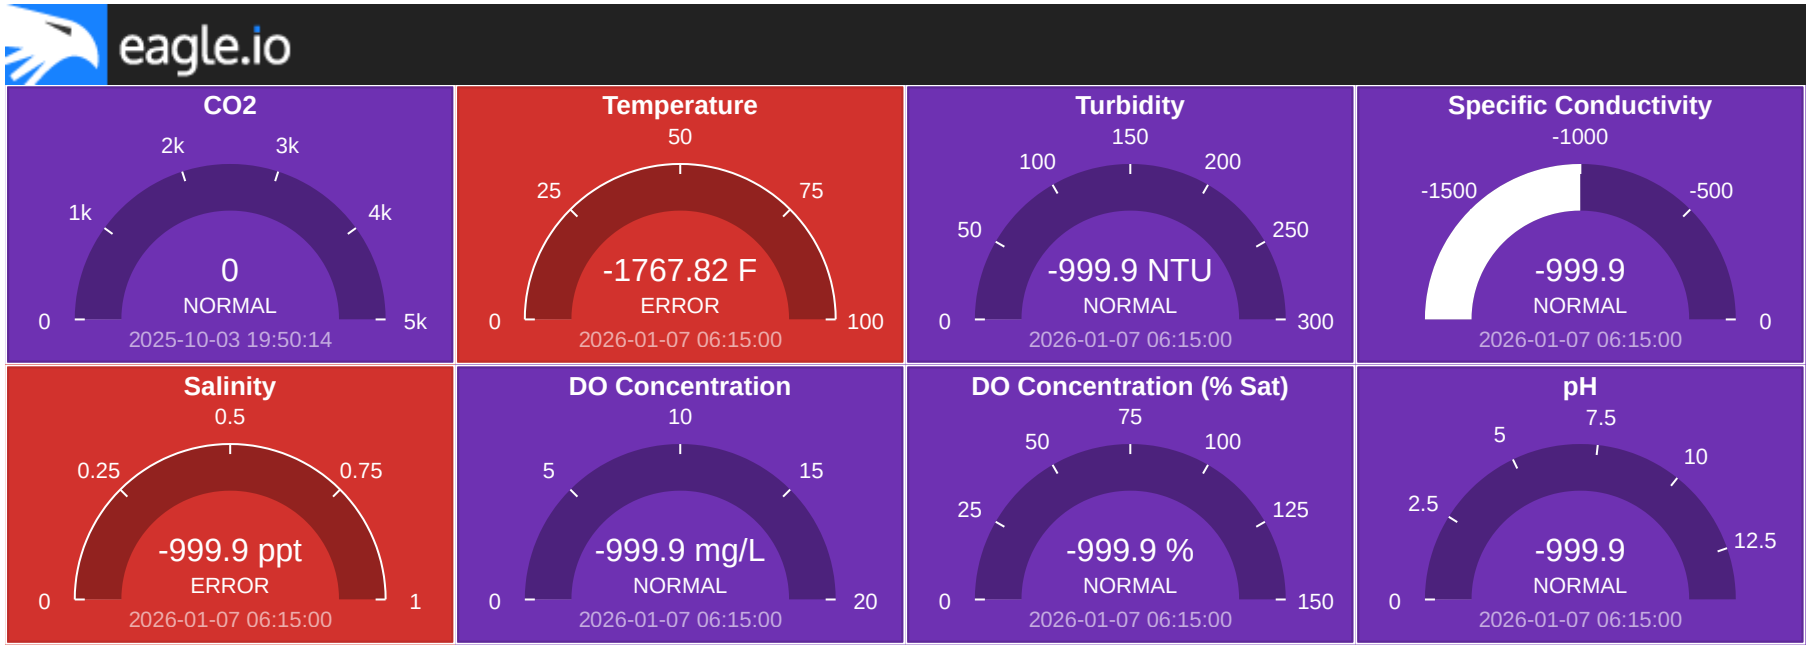 eagle.io
CO2
2k
3k
1k
4k
0
NORMAL
0
5k
2025-10-03 19:50:14
Temperature
50
25
75
-1767.82 F
ERROR
0
100
2026-01-07 06:15:00
Turbidity
150
100
200
50
250
-999.9 NTU
NORMAL
0
300
2026-01-07 06:15:00
Specific Conductivity
-1000
-1500
-500
-999.9
NORMAL
0
2026-01-07 06:15:00
Salinity
0.5
0.25
0.75
-999.9 ppt
ERROR
0
1
2026-01-07 06:15:00
DO Concentration
10
5
15
-999.9 mg/L
NORMAL
0
20
2026-01-07 06:15:00
DO Concentration (% Sat)
75
50
100
25
125
-999.9 %
NORMAL
0
150
2026-01-07 06:15:00
pH
7.5
5
10
2.5
12.5
-999.9
NORMAL
0
2026-01-07 06:15:00